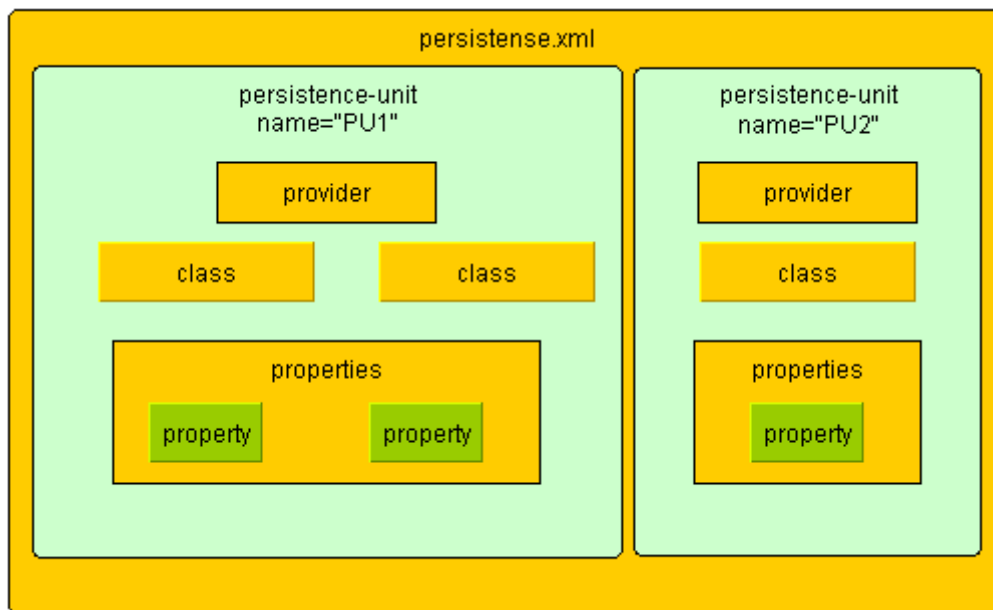 persistense.xml
persistence-unit
name="PU1"
provider
class
class
properties
property
property
persistence-unit
name="PU2"
provider
class
properties
property